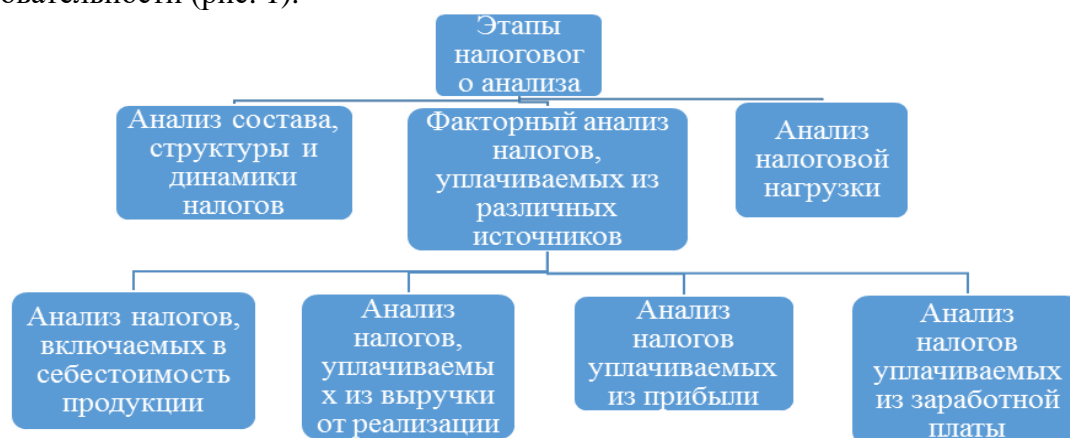 овательности (рис. 1).
Этапы
налоговог
о анализа
Анализ состава,
структуры и
динамики
налогов
Факторный анализ
налогов,
уплачиваемых из
различных
источников
Анализ
налоговой
нагрузки
Анализ налогов,
включаемых в
себестоимость
продукции
Анализ
налогов,
уплачиваемы
х из выручки
от реализации
Анализ
налогов
уплачиваемых
из прибыли
Анализ
налогов
уплачиваемых
из заработной
платы